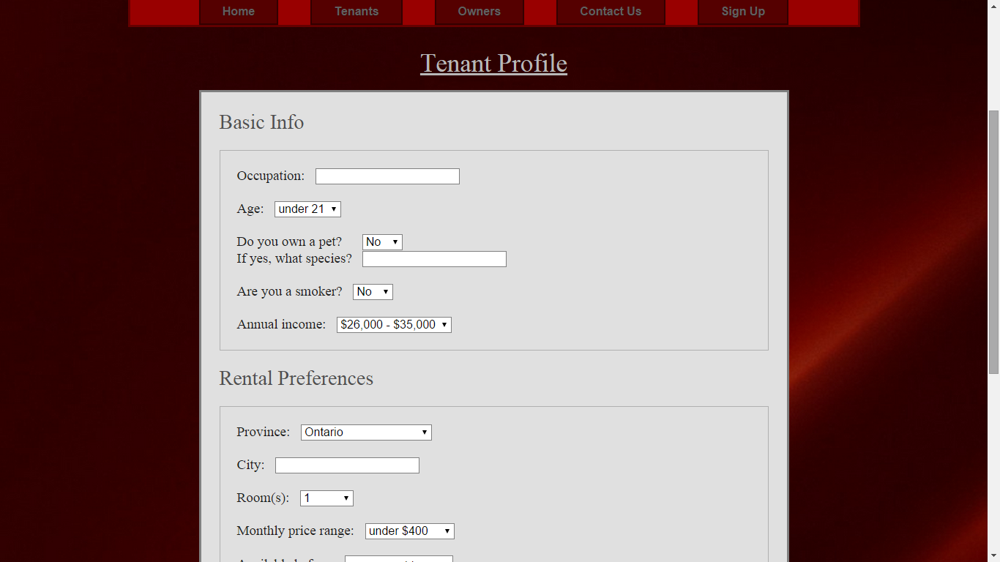 Home Tenants Owners Contact Us Sign Up
Tenant Profile
Basic Info
Occupation:
Age: under 21
Do you own a pet? No
If yes, what species?
Are you a smoker? No
Annual income: $26,000 - $35,000
Rental Preferences
Province: Ontario
City:
Room(s): 1
Monthly price range: under $400